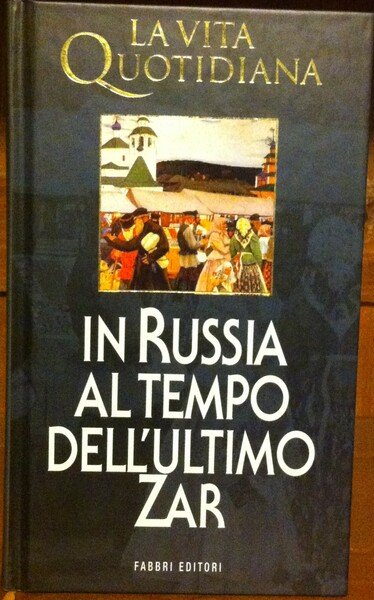 LA VITA
QUOTIDIANA
IN RUSSIA
AL TEMPO
DELL'ULTIMO
ZAR
FABBRI EDITORI